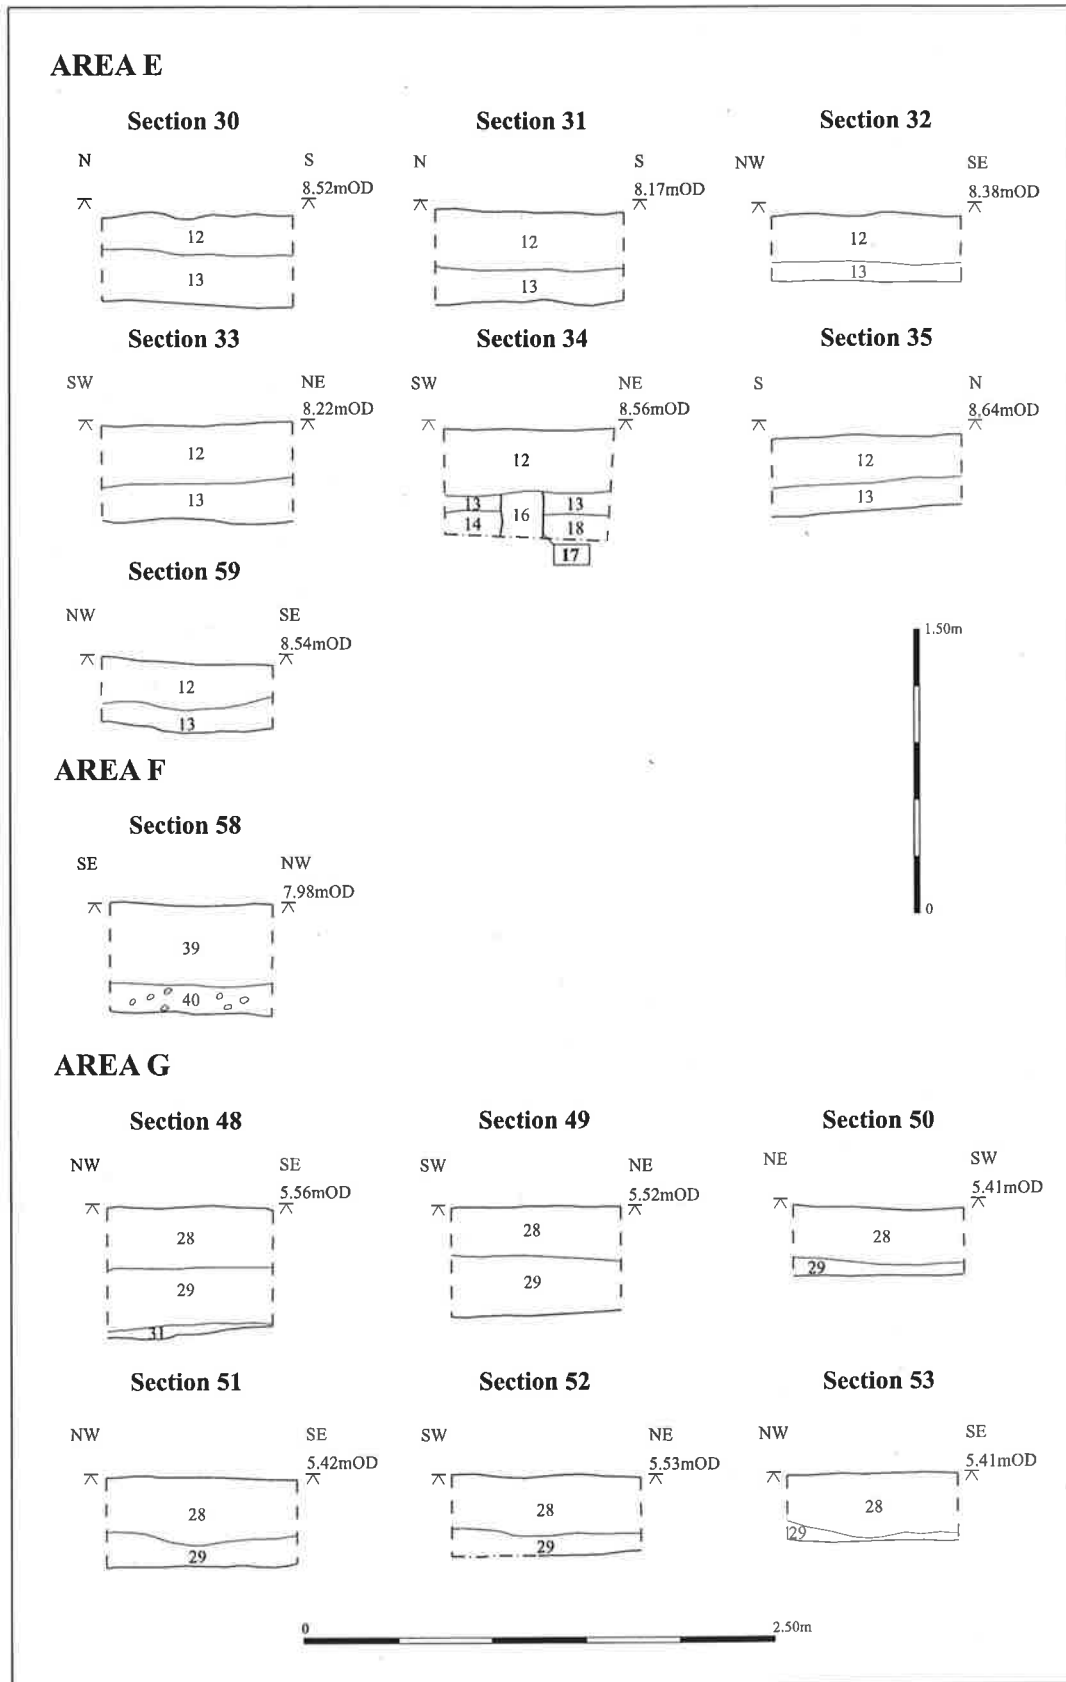 AREA E
Section 30
N
S
8.52mOD
12
13
Section 31
N
S
8.17mOD
12
13
Section 32
NW
SE
8.38mOD
12
13
Section 33
SW
NE
8.22mOD
12
13
Section 34
SW
NE
8.56mOD
12
13
16
13
14
18
17
Section 35
S
N
8.64mOD
12
13
Section 59
NW
SE
8.54mOD
12
13
1.50m
0
AREA F
Section 58
SE
NW
7.98mOD
39
40
AREA G
Section 48
NW
SE
5.56mOD
28
29
31
Section 49
SW
NE
5.52mOD
28
29
Section 50
NE
SW
5.41mOD
28
29
Section 51
NW
SE
5.42mOD
28
29
Section 52
SW
NE
5.53mOD
28
29
Section 53
NW
SE
5.41mOD
28
29
0
2.50m